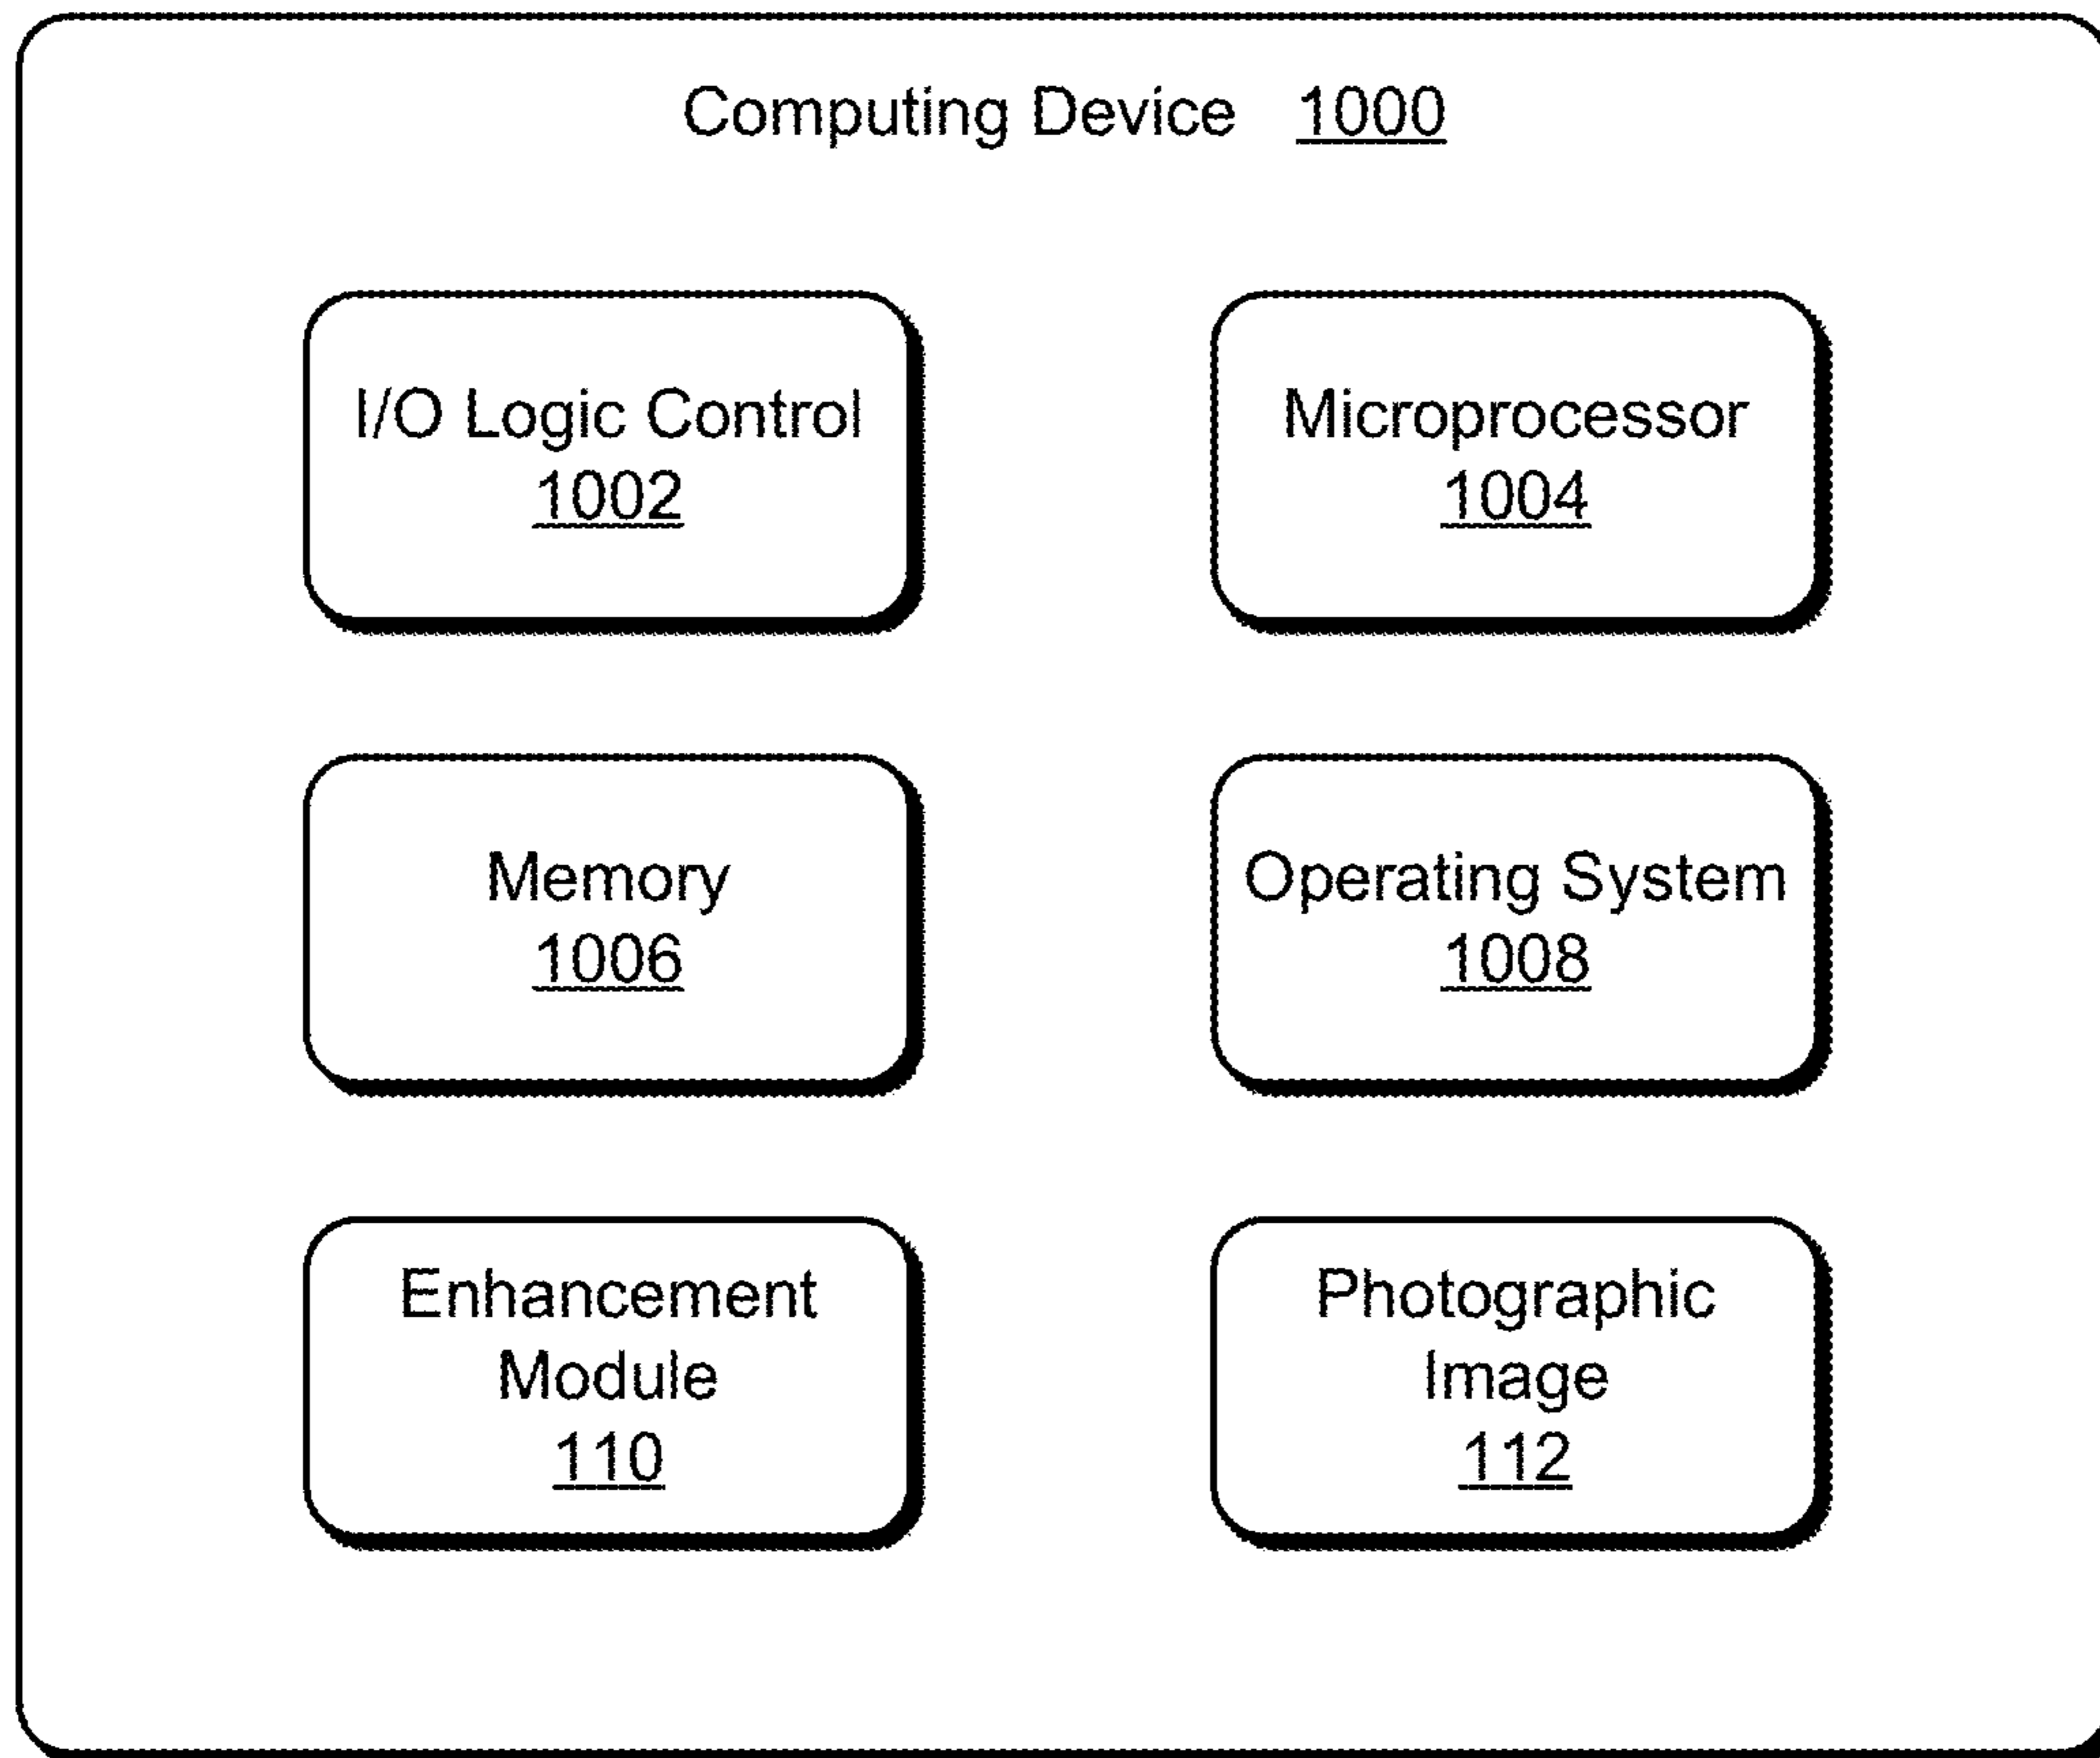 Computing Device 1000
I/O Logic Control
1002
Microprocessor
1004
Memory
1006
Operating System
1008
Enhancement
Module
110
Photographic
Image
112